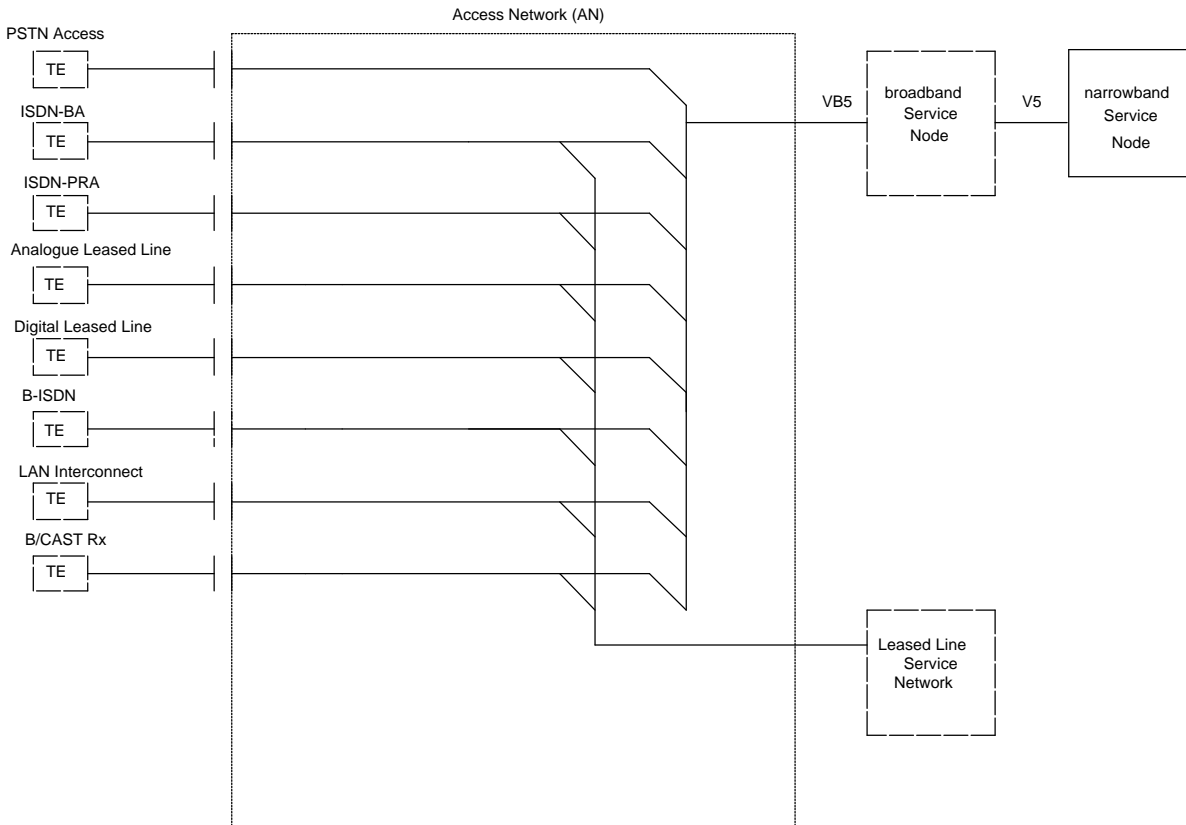 Access Network (AN)
PSTN Access
TE
ISDN-BA
TE
ISDN-PRA
TE
Analogue Leased Line
TE
Digital Leased Line
TE
B-ISDN
TE
LAN Interconnect
TE
B/CAST Rx
TE
VB5
broadband
Service
Node
V5
narrowband
Service
Node
Leased Line
Service
Network